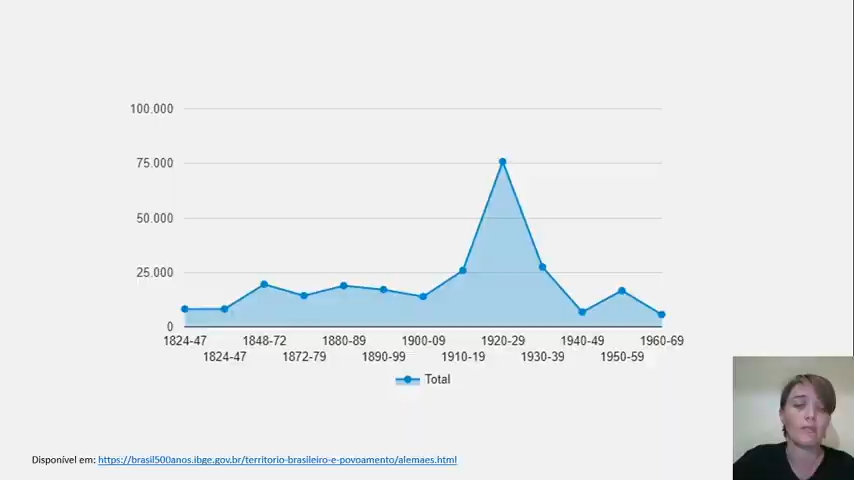 100.000
75.000
50.000
25.000
0
1824-47 1848-72 1880-89 1900-09 1920-29 1940-49 1960-69
1824-47 1872-79 1890-99 1910-19 1930-39 1950-59
Total
Disponível em: https://brasil500anos.ibge.gov.br/territorio-brasileiro-e-povoamento/alemaes.html